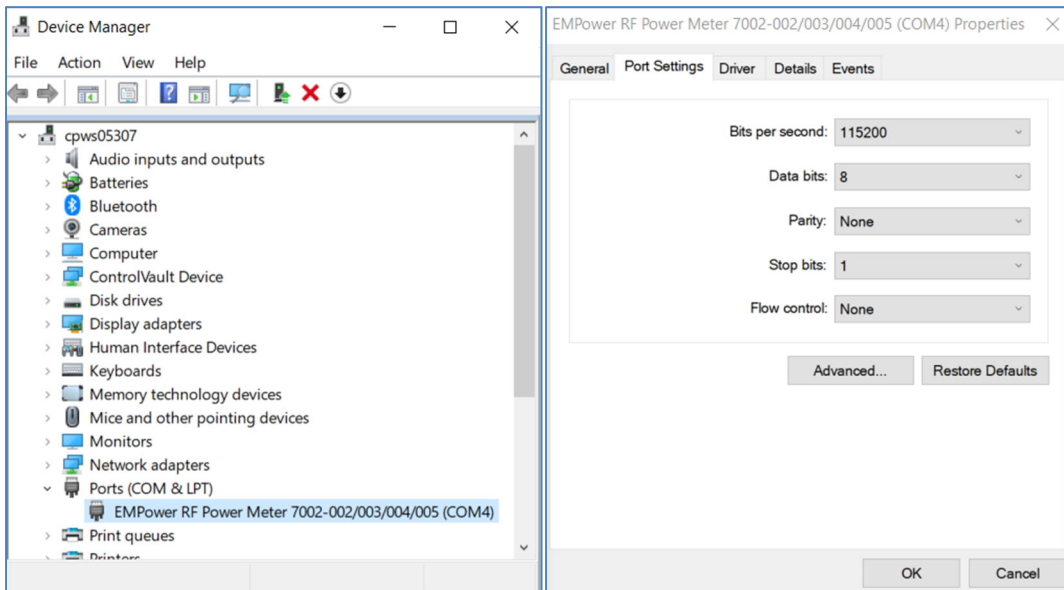 Device Manager
File Action View Help
cpws05307
Audio inputs and outputs
Batteries
Bluetooth
Cameras
Computer
ControlVault Device
Disk drives
Display adapters
Human Interface Devices
Keyboards
Memory technology devices
Mice and other pointing devices
Monitors
Network adapters
Ports (COM & LPT)
EMPower RF Power Meter 7002-002/003/004/005 (COM4)
Print queues
Printers
EMPower RF Power Meter 7002-002/003/004/005 (COM4) Properties
General Port Settings Driver Details Events
Bits per second: 115200
Data bits: 8
Parity: None
Stop bits: 1
Flow control: None
Advanced... Restore Defaults
OK Cancel